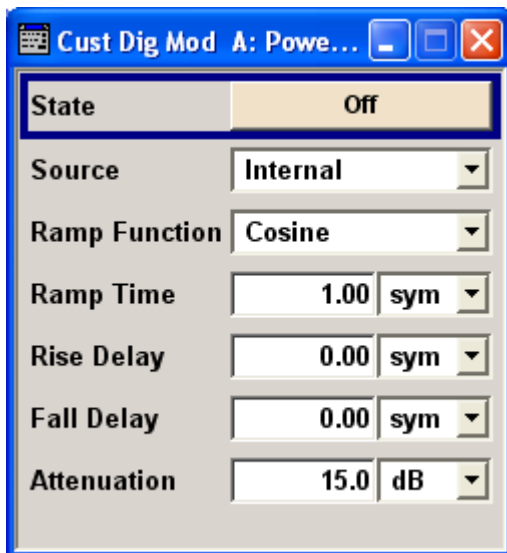 Cust Dig Mod A: Powe...
State Off
Source Internal
Ramp Function Cosine
Ramp Time 1.00 sym
Rise Delay 0.00 sym
Fall Delay 0.00 sym
Attenuation 15.0 dB